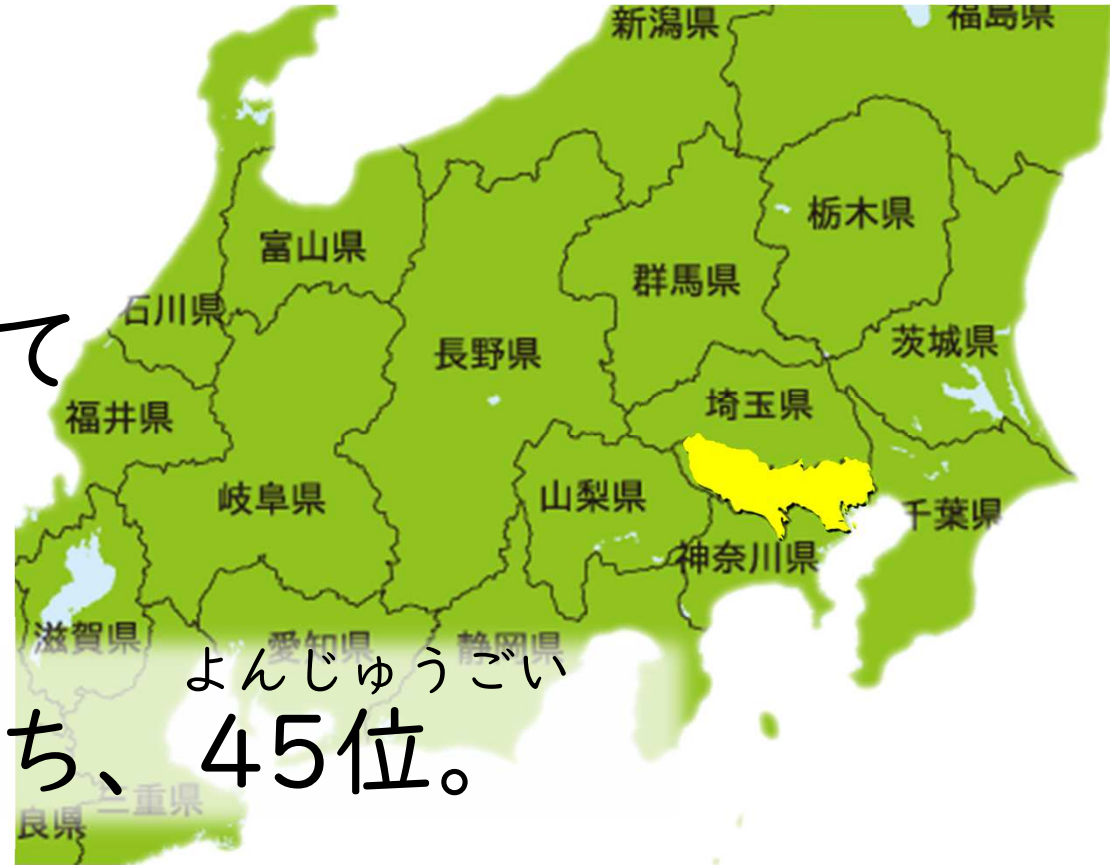 新潟県
福島県
栃木県
富山県
群馬県
石川県
て
茨城県
長野県
埼玉県
福井県
岐阜県
山梨県
千葉県
神奈川県
滋賀県
愛知県
静岡県
よんじゅうごい
ち、45位。
三重県
良県